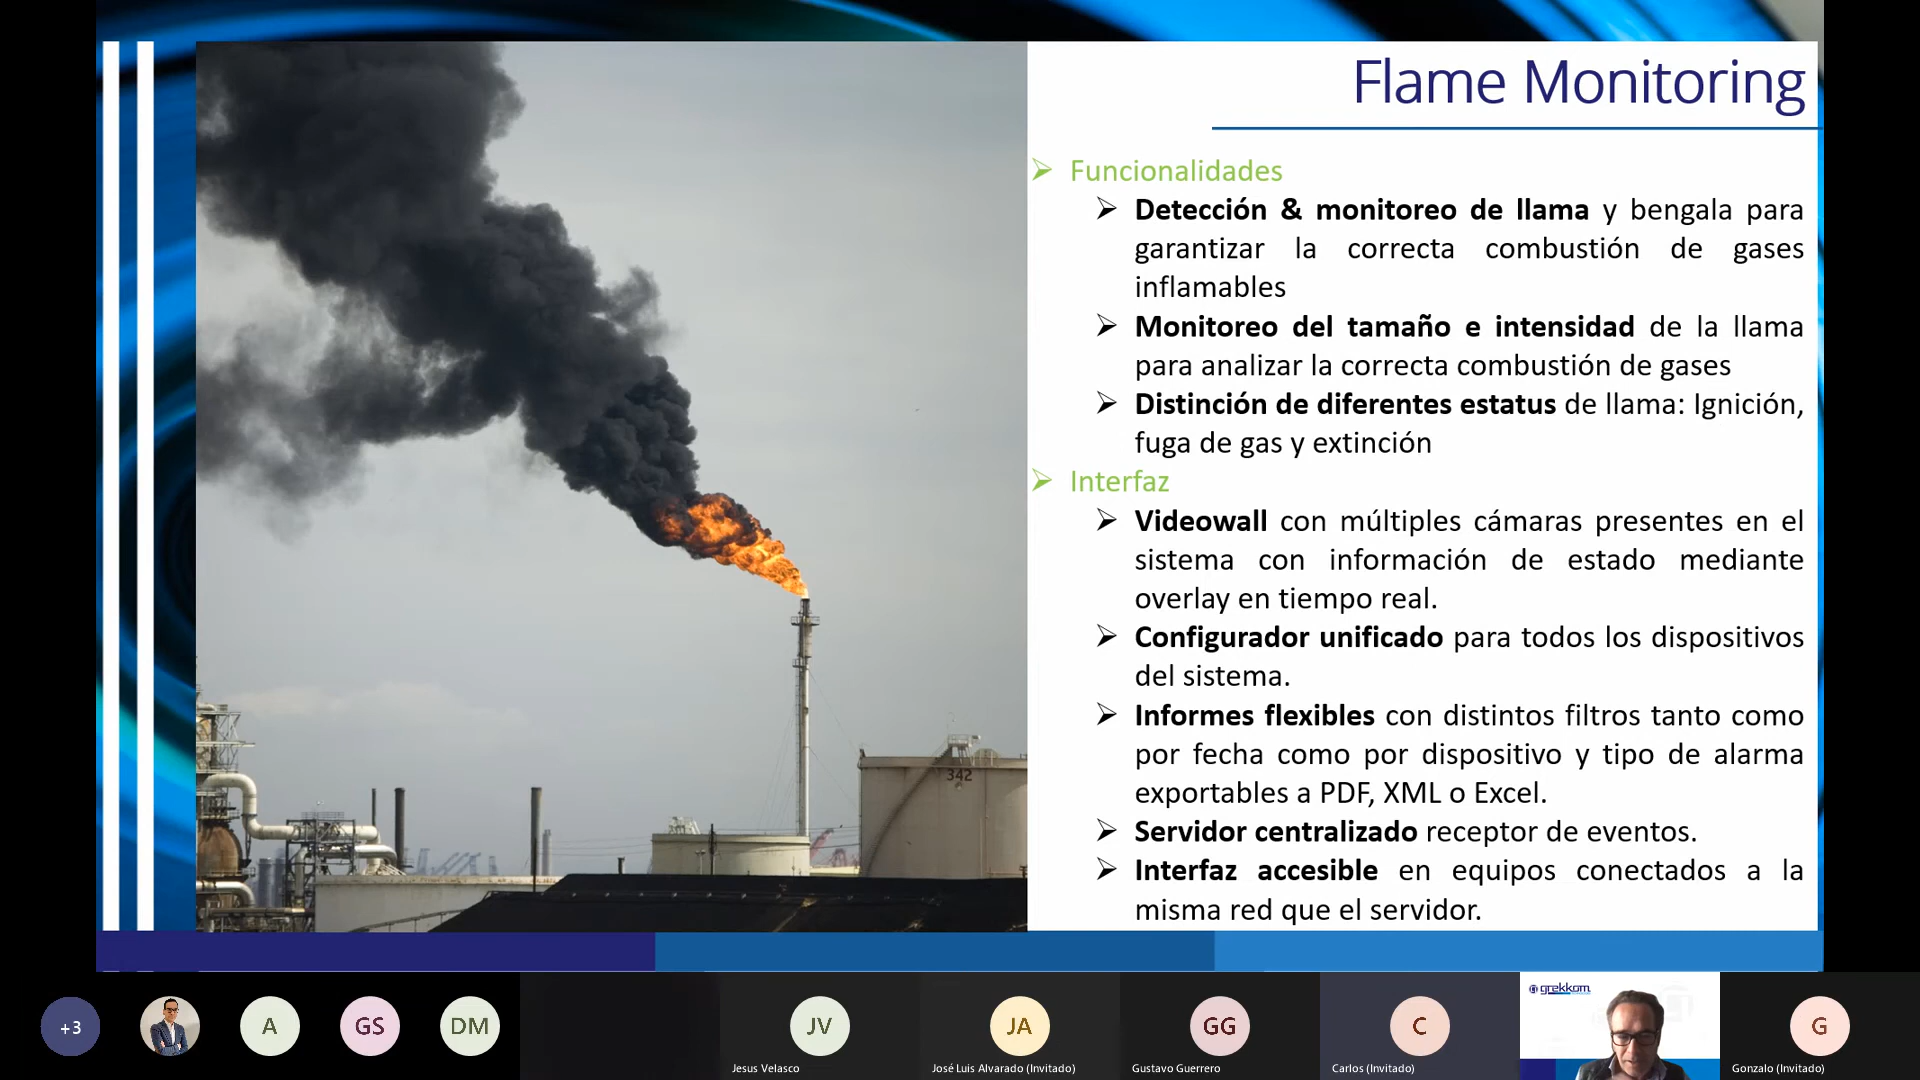 Flame Monitoring
Funcionalidades
Detección & monitoreo de llama y bengala para
garantizar la correcta combustión de gases
inflamables
Monitoreo del tamaño e intensidad de la llama
para analizar la correcta combustión de gases
Distinción de diferentes estatus de llama: Ignición,
fuga de gas y extinción
Interfaz
Videowall con múltiples cámaras presentes en el
sistema con información de estado mediante
overlay en tiempo real.
Configurador unificado para todos los dispositivos
del sistema.
Informes flexibles con distintos filtros tanto como
por fecha como por dispositivo y tipo de alarma
exportables a PDF, XML o Excel.
Servidor centralizado receptor de eventos.
Interfaz accesible en equipos conectados a la
misma red que el servidor.
342
+3
A
GS
DM
JV
Jesus Velasco
JA
José Luis Alvarado (Invitado)
GG
Gustavo Guerrero
C
Carlos (Invitado)
grekkom
G
Gonzalo (Invitado)